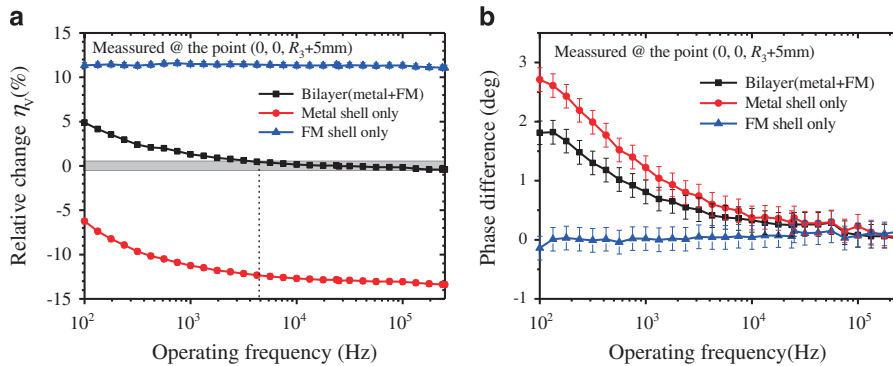 a
Meassured @ the point (0, 0, R3+5mm)
Bilayer(metal+FM)
Metal shell only
FM shell only
Relative change ηV(%)
15
10
5
0
-5
-10
-15
10^2
10^3
10^4
10^5
Operating frequency (Hz)
b
Meassured @ the point (0, 0, R3+5mm)
Bilayer(metal+FM)
Metal shell only
FM shell only
Phase difference (deg)
3
2
1
0
-1
10^2
10^3
10^4
10^5
Operating frequency(Hz)